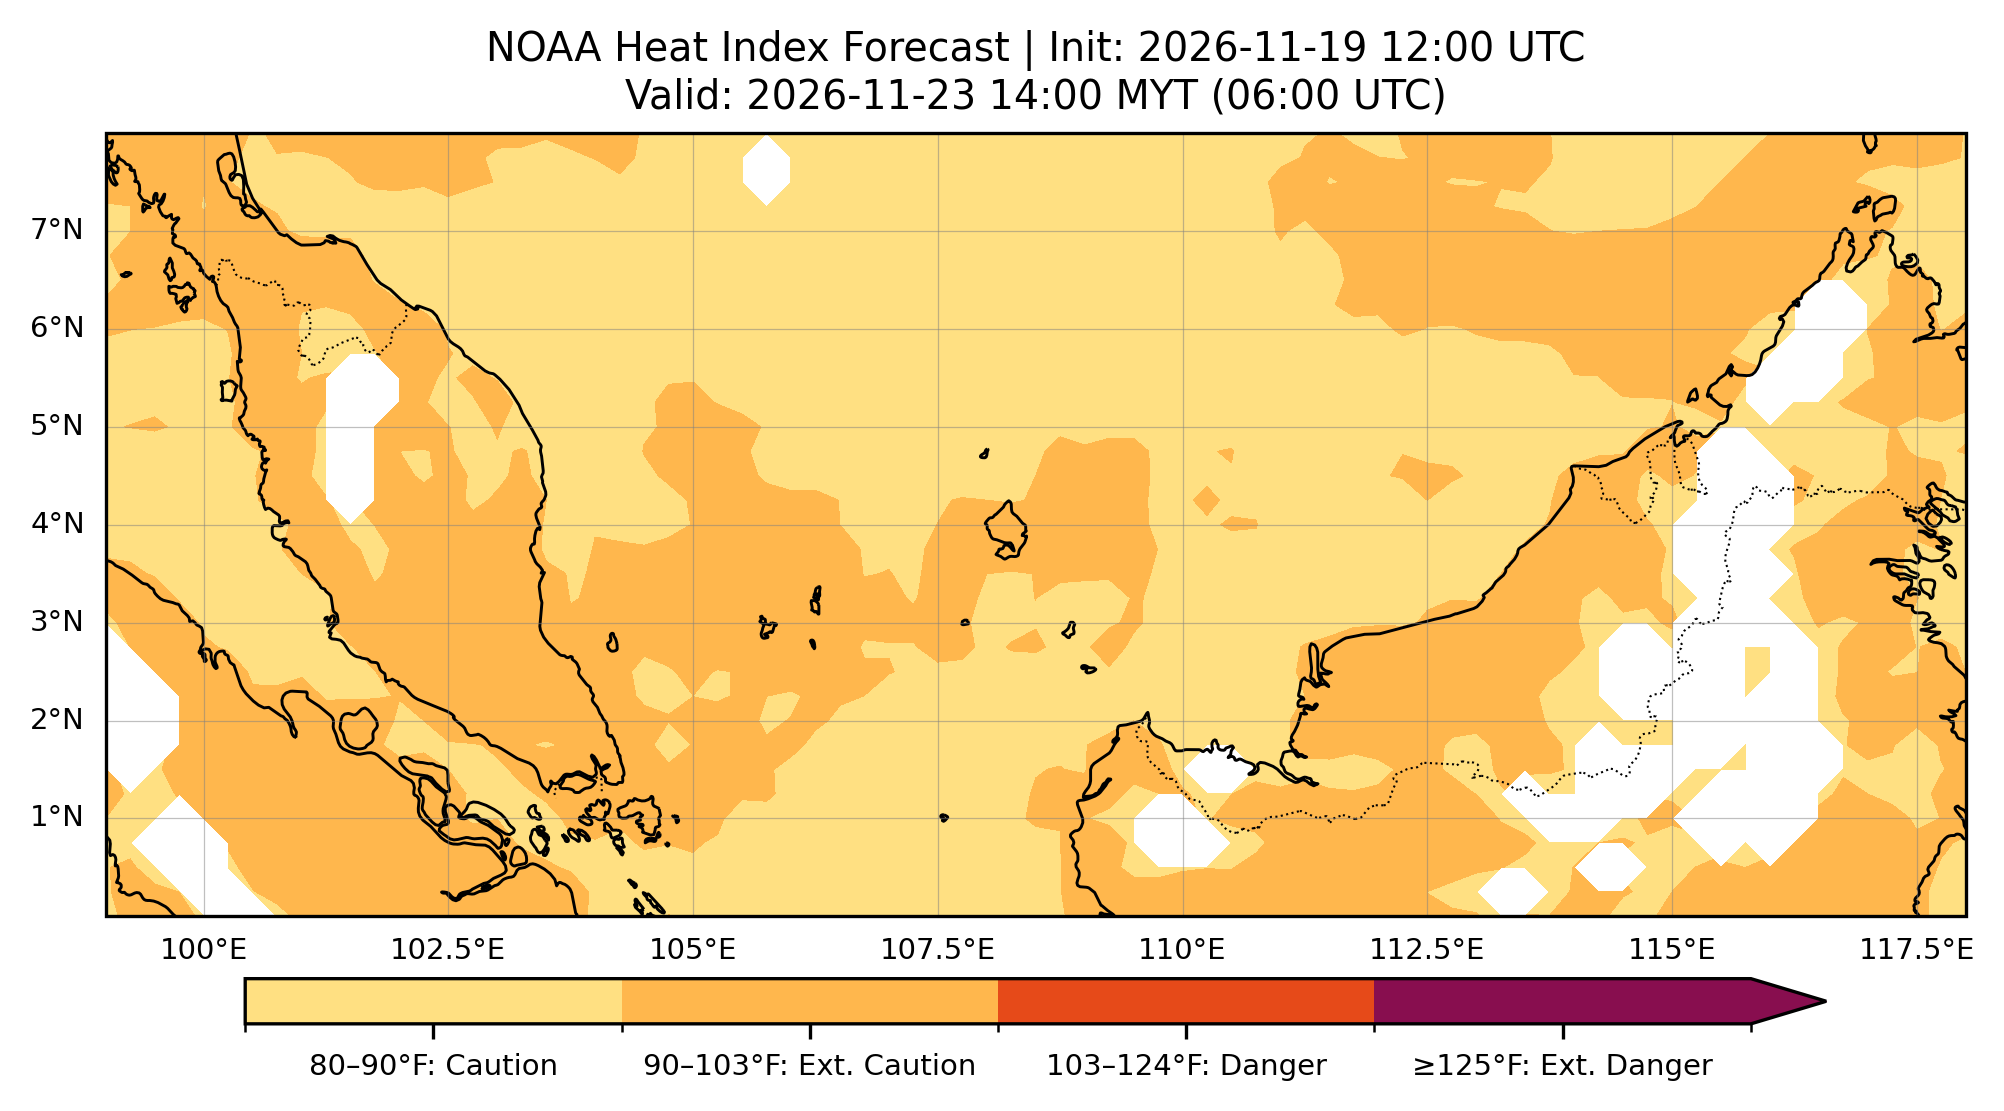 NOAA Heat Index Forecast | Init: 2026-11-19 12:00 UTC
Valid: 2026-11-23 14:00 MYT (06:00 UTC)
7°N
6°N
5°N
4°N
3°N
2°N
1°N
100°E 102.5°E 105°E 107.5°E 110°E 112.5°E 115°E 117.5°E
80–90°F: Caution 90–103°F: Ext. Caution 103–124°F: Danger ≥125°F: Ext. Danger